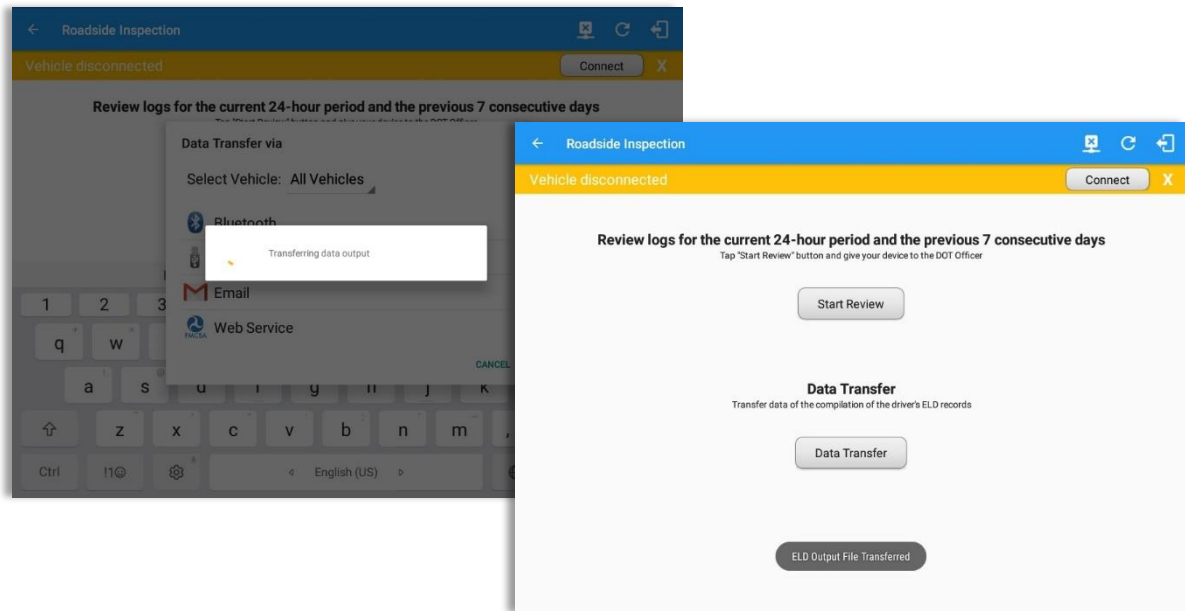 Roadside Inspection
Vehicle disconnected
Connect X
Review logs for the current 24-hour period and the previous 7 consecutive days
Data Transfer via
Select Vehicle: All Vehicles
Bluetooth
Transferring data output
Email
FMCSA Web Service
CANCEL
1 2 3
q w
a s u i g h j k
z x c v b n m ,
Ctrl !1☺ English (US)
Roadside Inspection
Vehicle disconnected
Connect X
Review logs for the current 24-hour period and the previous 7 consecutive days
Tap "Start Review" button and give your device to the DOT Officer
Start Review
Data Transfer
Transfer data of the compilation of the driver's ELD records
Data Transfer
ELD Output File Transferred